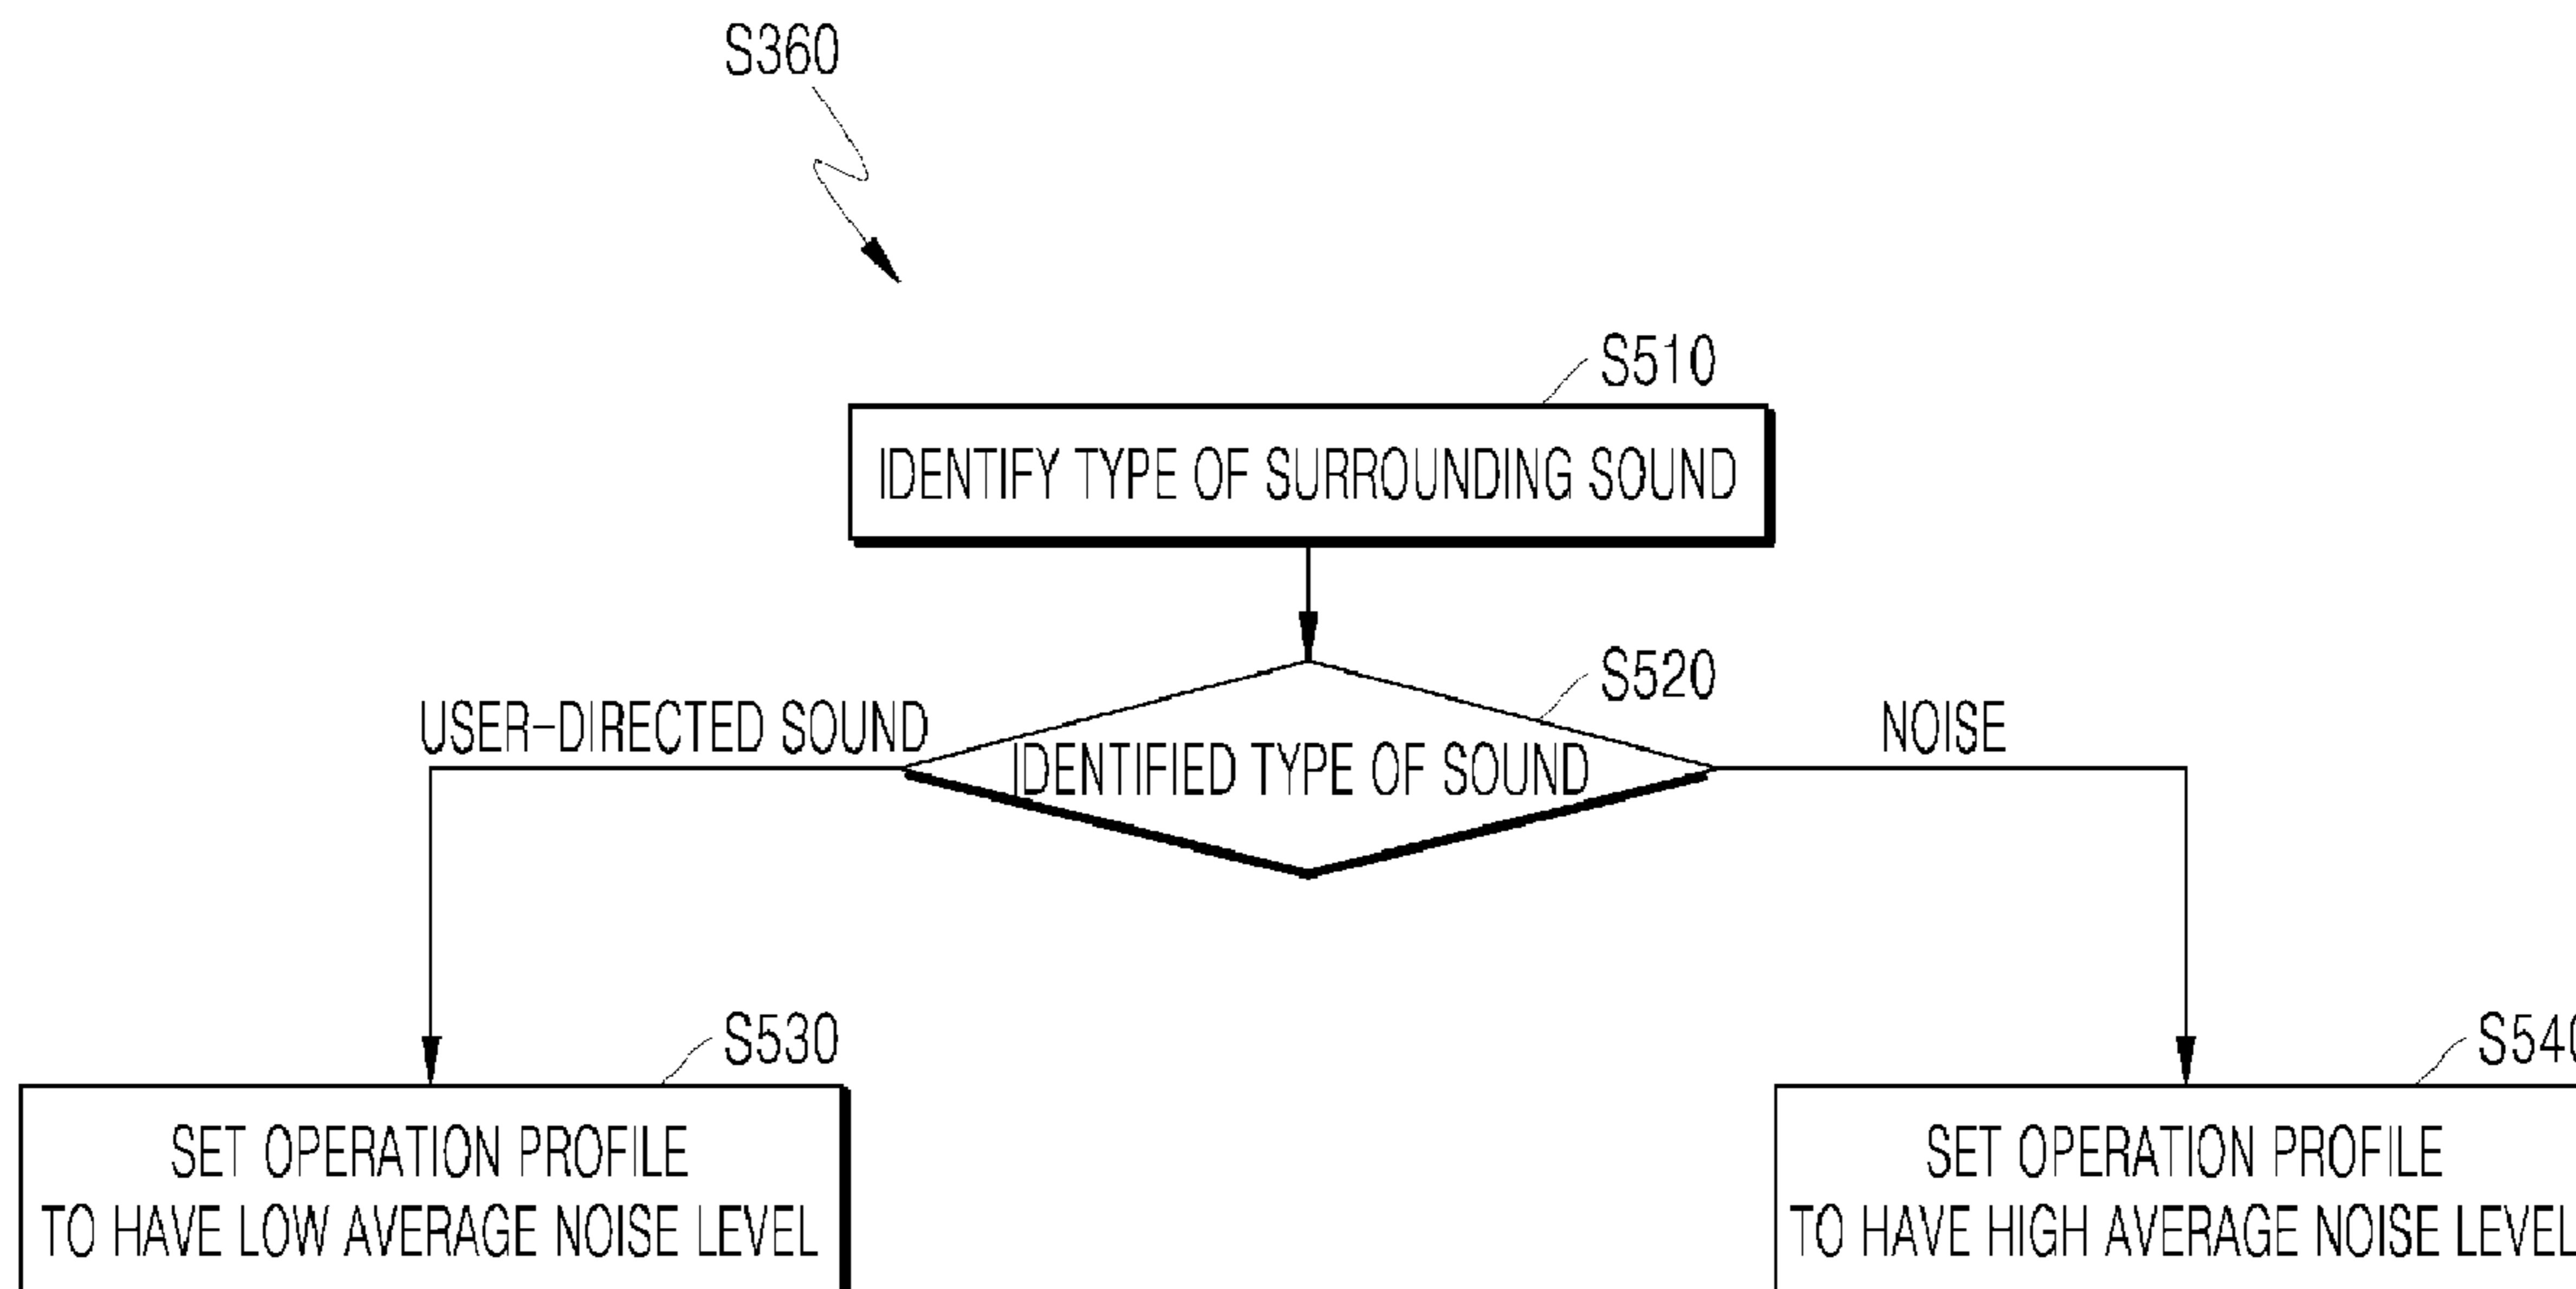 S360
S510
IDENTIFY TYPE OF SURROUNDING SOUND
S520
USER-DIRECTED SOUND
IDENTIFIED TYPE OF SOUND
NOISE
S530
SET OPERATION PROFILE
TO HAVE LOW AVERAGE NOISE LEVEL
S540
SET OPERATION PROFILE
TO HAVE HIGH AVERAGE NOISE LEVEL